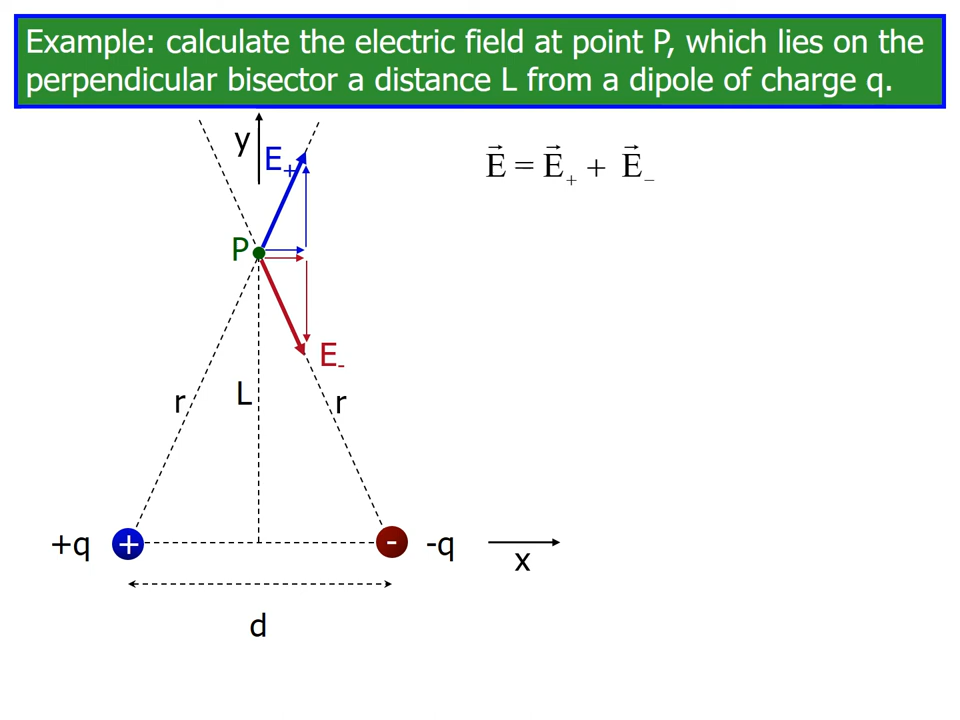 Example: calculate the electric field at point P, which lies on the
perpendicular bisector a distance L from a dipole of charge q.
y
E₊
E⃗ = E⃗₊ + E⃗₋
P
E₋
L
r
r
+q
+
-
-q
x
d